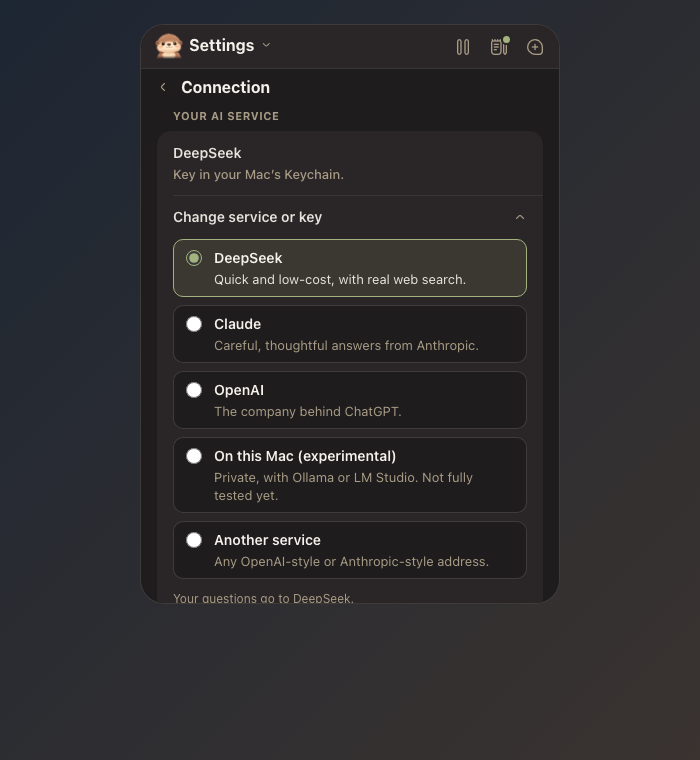 Settings
Connection
YOUR AI SERVICE
DeepSeek
Key in your Mac’s Keychain.
Change service or key
DeepSeek
Quick and low-cost, with real web search.
Claude
Careful, thoughtful answers from Anthropic.
OpenAI
The company behind ChatGPT.
On this Mac (experimental)
Private, with Ollama or LM Studio. Not fully
tested yet.
Another service
Any OpenAI-style or Anthropic-style address.
Your questions go to DeepSeek.